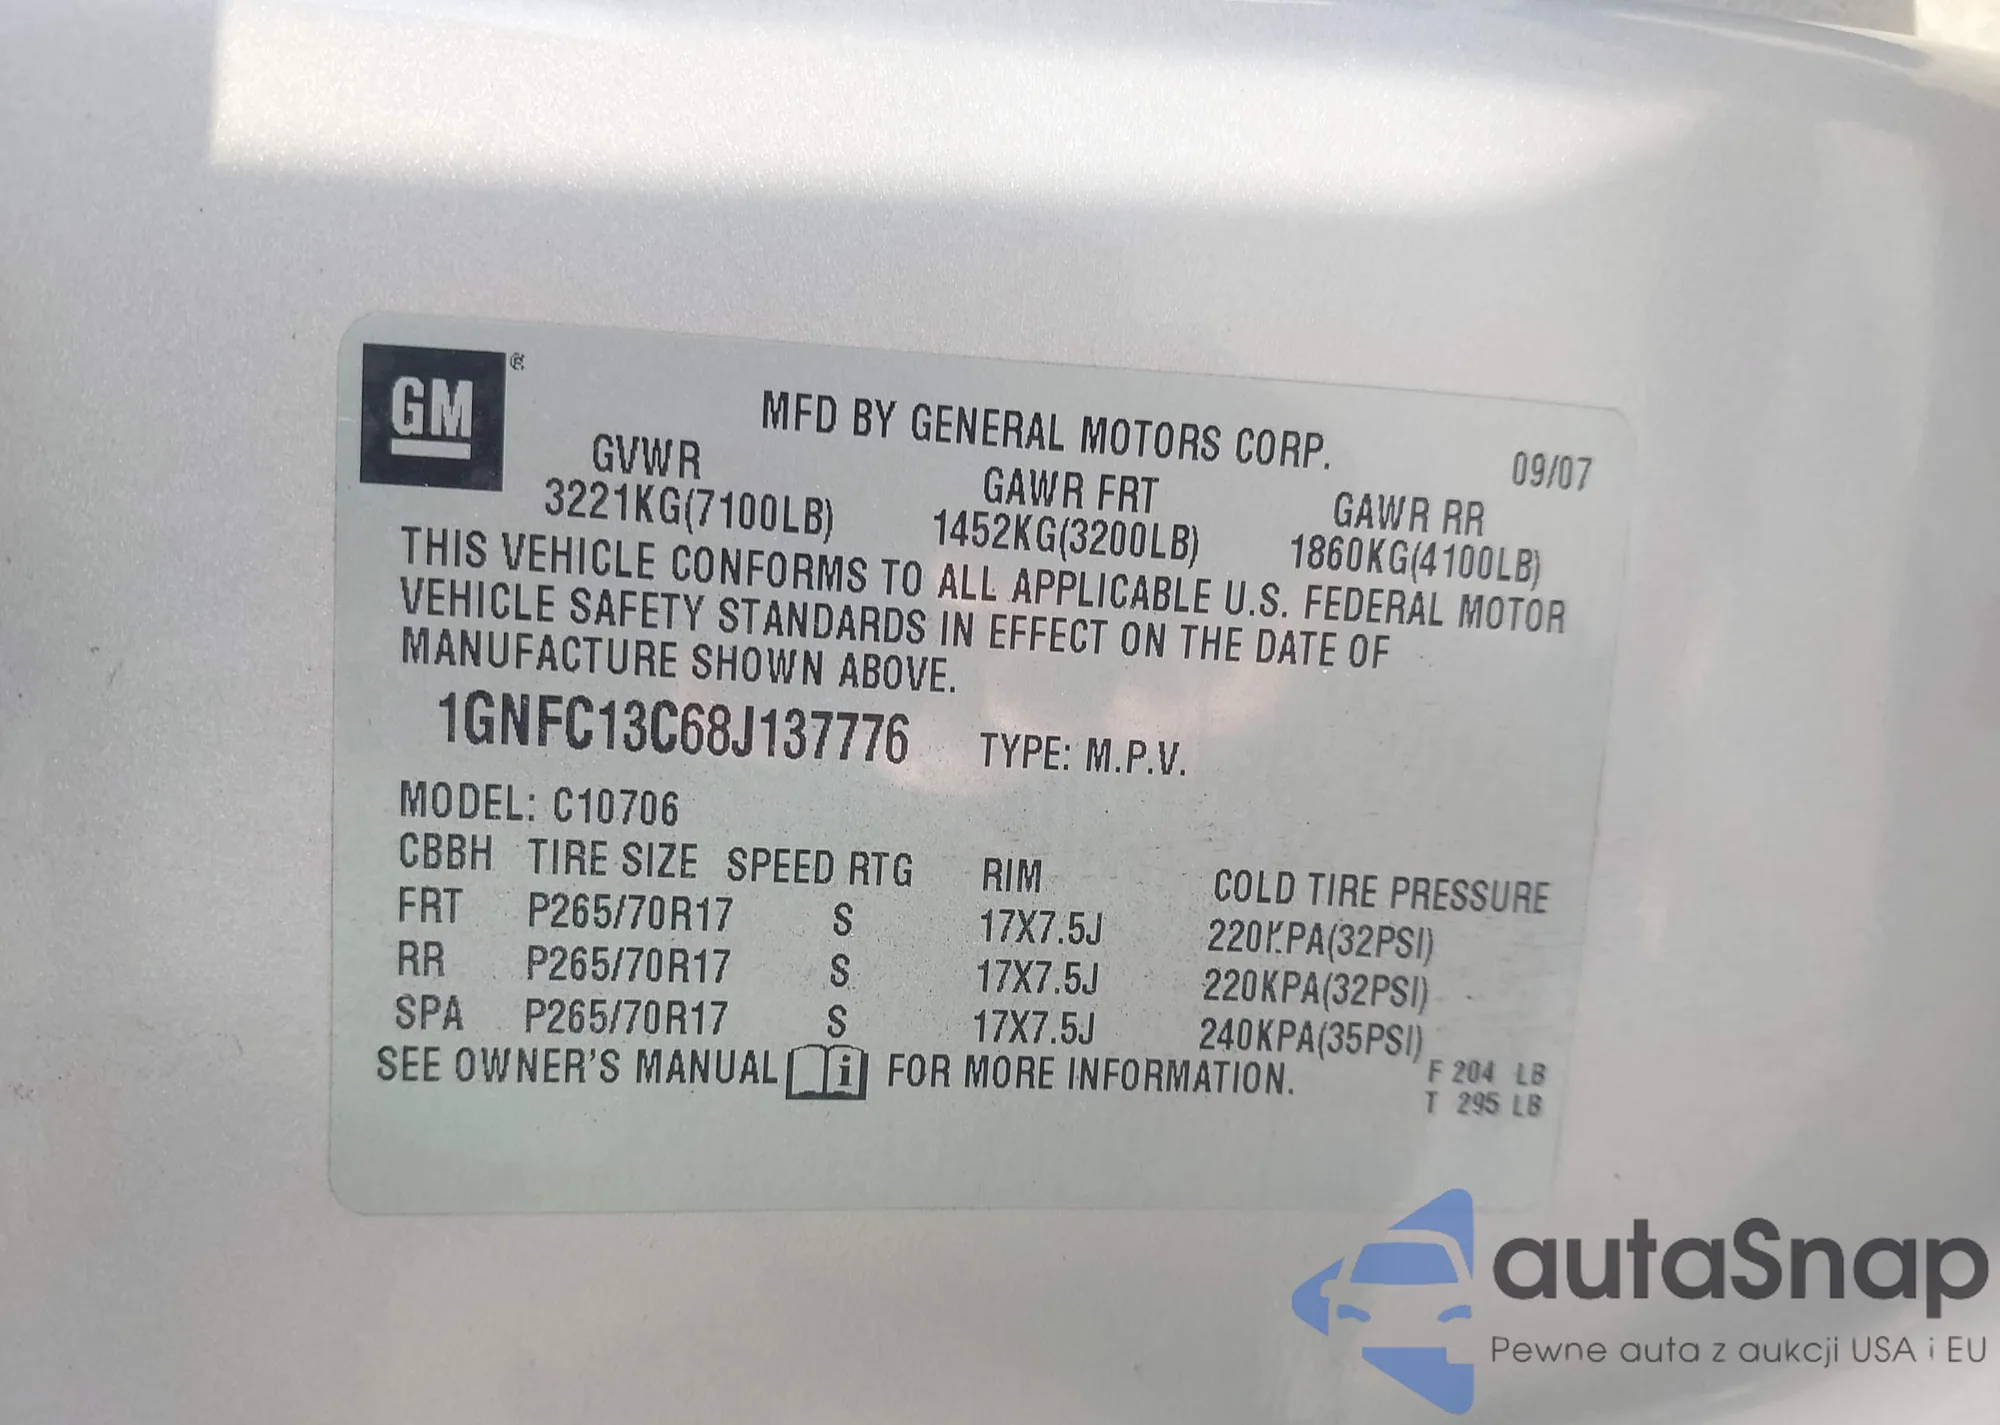 GM®
MFD BY GENERAL MOTORS CORP.
09/07
GVWR GAWR FRT GAWR RR
3221KG(7100LB) 1452KG(3200LB) 1860KG(4100LB)
THIS VEHICLE CONFORMS TO ALL APPLICABLE U.S. FEDERAL MOTOR
VEHICLE SAFETY STANDARDS IN EFFECT ON THE DATE OF
MANUFACTURE SHOWN ABOVE.
1GNFC13C68J137776 TYPE: M.P.V.
MODEL: C10706
CBBH TIRE SIZE SPEED RTG RIM COLD TIRE PRESSURE
FRT P265/70R17 S 17X7.5J 220KPA(32PSI)
RR P265/70R17 S 17X7.5J 220KPA(32PSI)
SPA P265/70R17 S 17X7.5J 240KPA(35PSI)
SEE OWNER'S MANUAL i FOR MORE INFORMATION.
F 204 LB
T 295 LB
autaSnap
Pewne auta z aukcji USA i EU